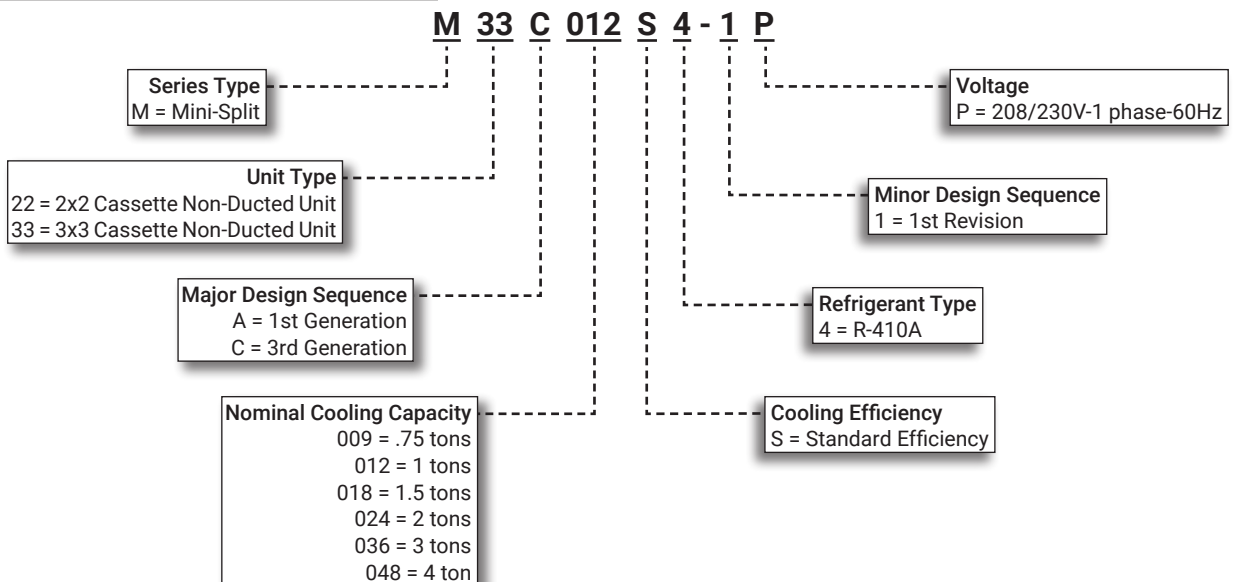 M 33 C 012 S 4 - 1 P
Series Type
M = Mini-Split
Voltage
P = 208/230V-1 phase-60Hz
Unit Type
22 = 2x2 Cassette Non-Ducted Unit
33 = 3x3 Cassette Non-Ducted Unit
Minor Design Sequence
1 = 1st Revision
Major Design Sequence
A = 1st Generation
C = 3rd Generation
Refrigerant Type
4 = R-410A
Nominal Cooling Capacity
009 = .75 tons
012 = 1 tons
018 = 1.5 tons
024 = 2 tons
036 = 3 tons
048 = 4 ton
Cooling Efficiency
S = Standard Efficiency